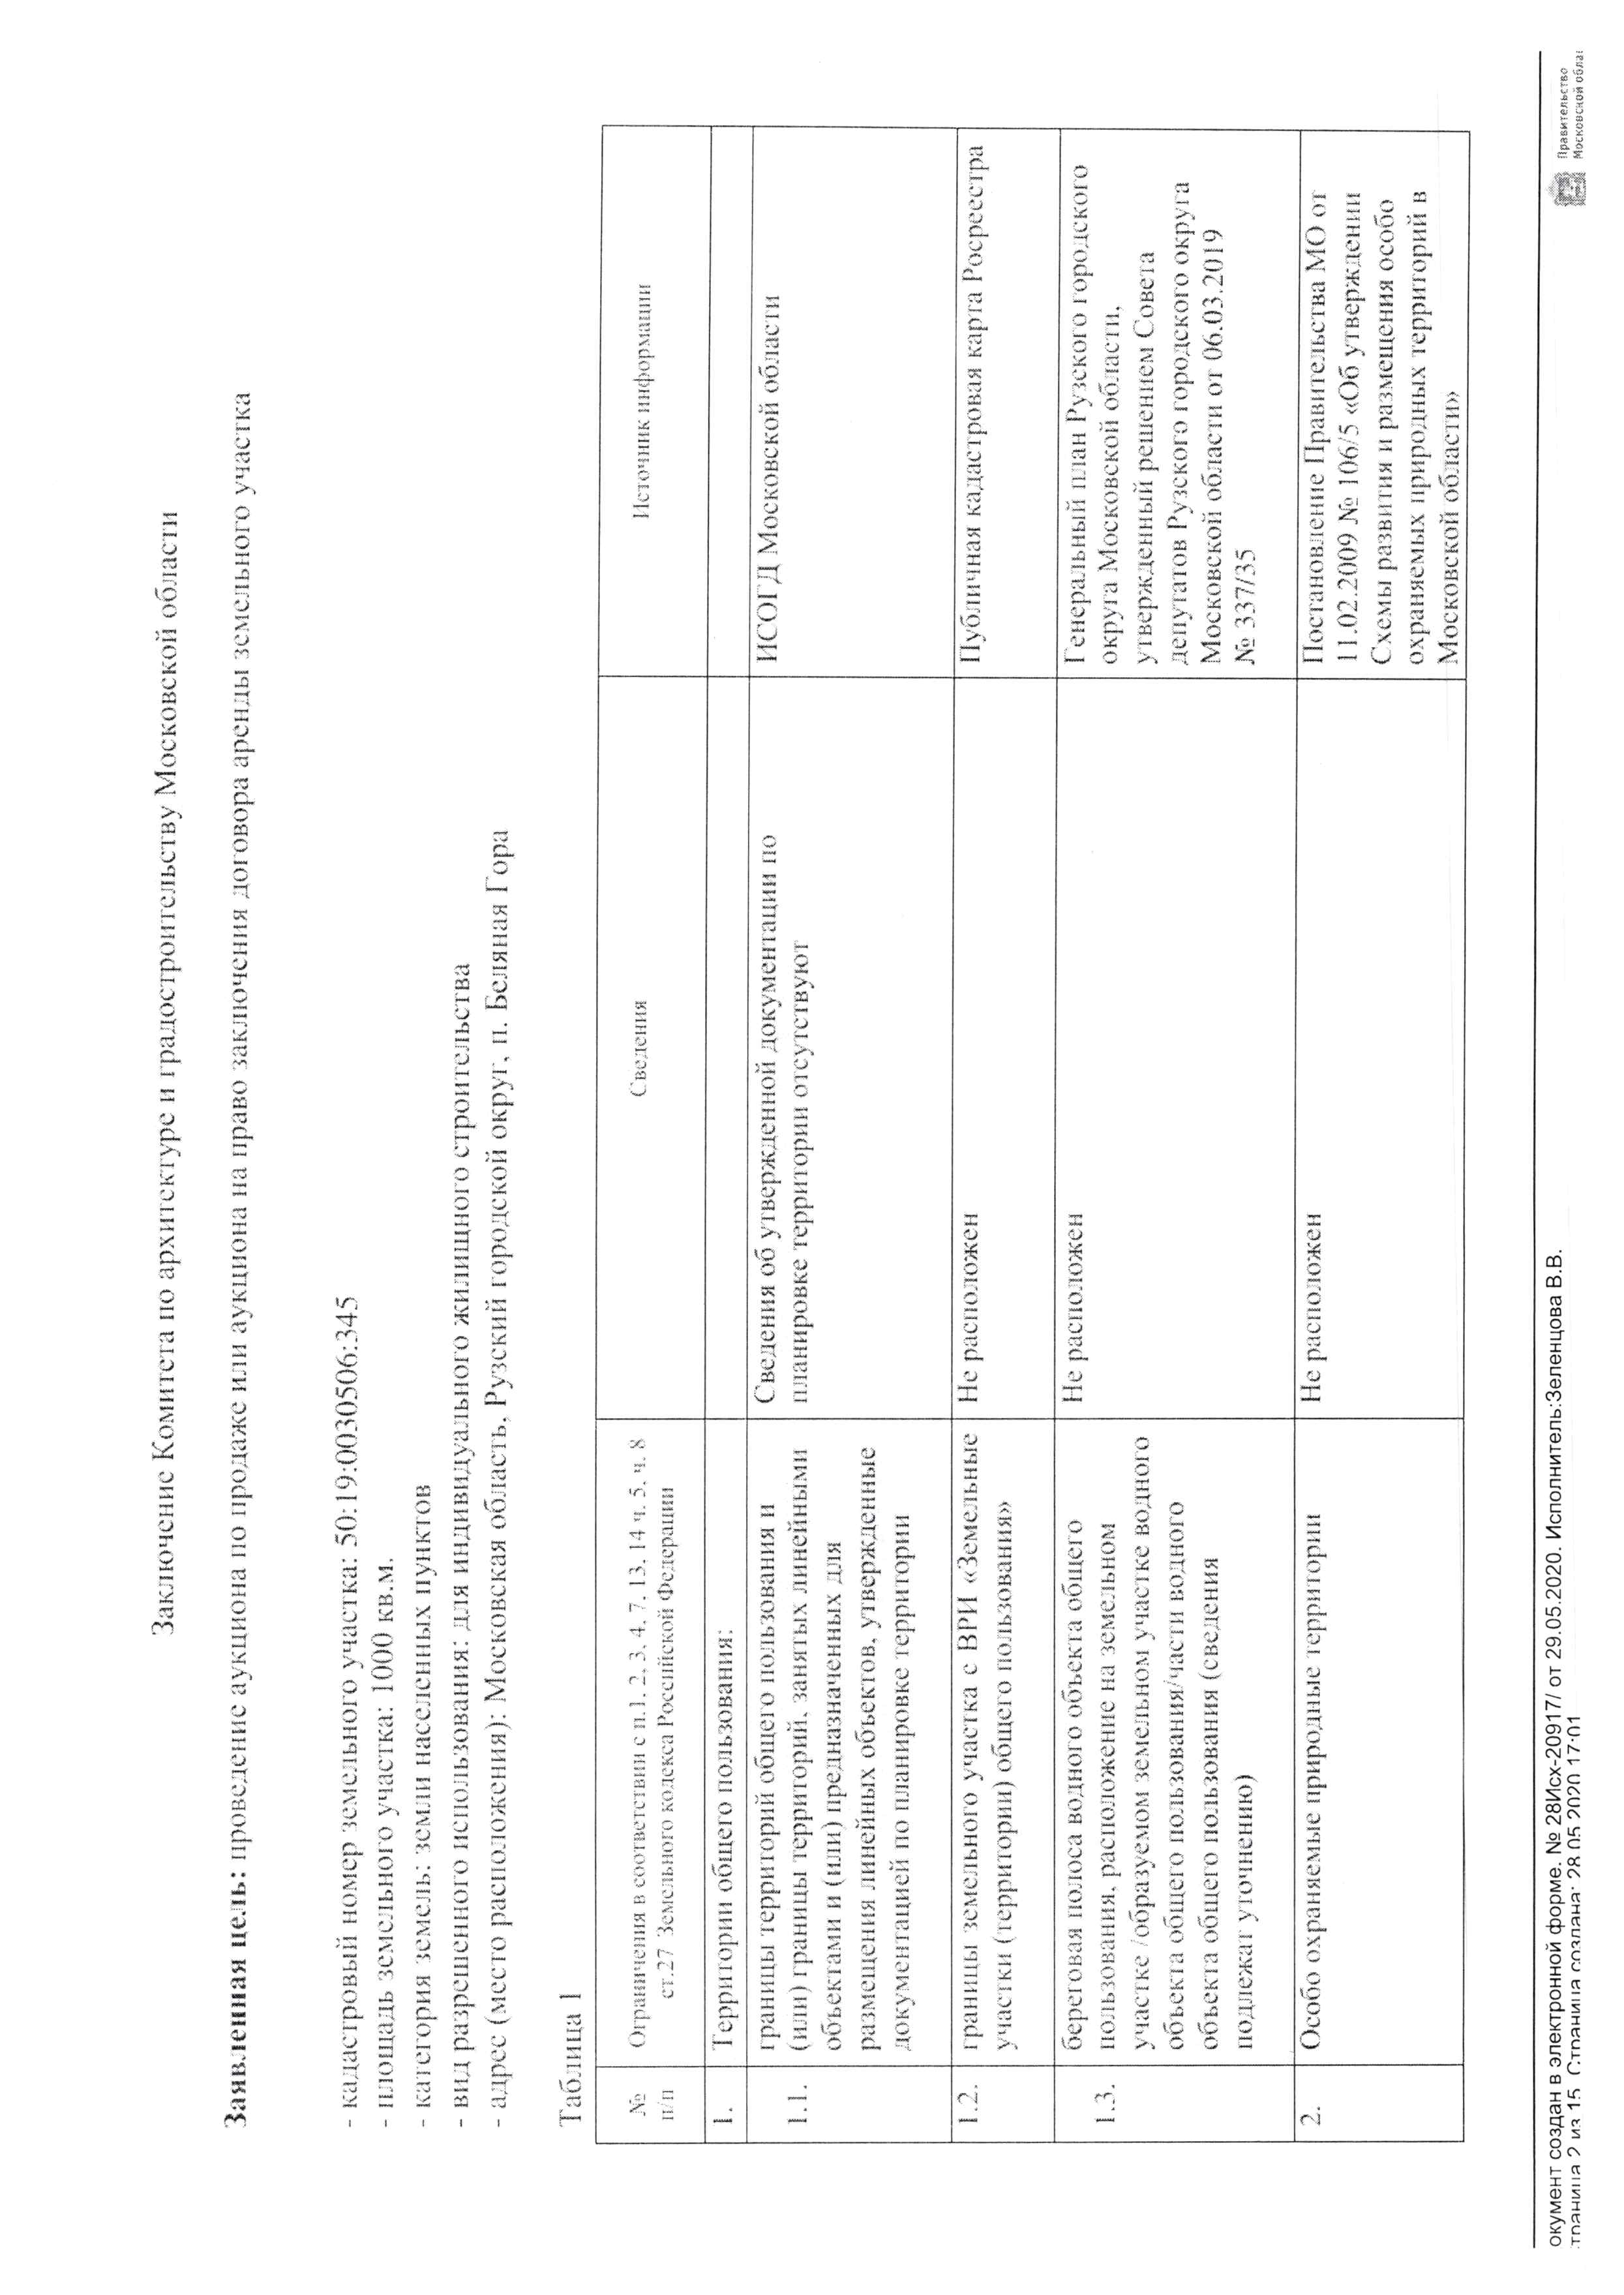 Заключение Комитета по архитектуре и градостроительству Московской области
Заявленная цель: проведение аукциона по продаже или аукциона на право заключения договора аренды земельного участка
- кадастровый номер земельного участка: 50:19:0030506:345
- площадь земельного участка: 1000 кв.м.
- категория земель: земли населенных пунктов
- вид разрешенного использования: для индивидуального жилищного строительства
- адрес (место расположения): Московская область, Рузский городской округ, п. Беляная Гора
Таблица 1
№
п/п
Ограничения в соответствии с п.1, 2, 3, 4, 7, 13, 14 ч. 5, ч. 8
ст.27 Земельного кодекса Российской Федерации
Сведения
Источник информации
1.
Территории общего пользования:
1.1.
границы территорий общего пользования и
(или) границы территорий, занятых линейными
объектами и (или) предназначенных для
размещения линейных объектов, утвержденные
документацией по планировке территории
Сведения об утвержденной документации по
планировке территории отсутствуют
ИСОГД Московской области
1.2.
границы земельного участка с ВРИ «Земельные
участки (территории) общего пользования»
Не расположен
Публичная кадастровая карта Росреестра
1.3.
береговая полоса водного объекта общего
пользования, расположение на земельном
участке /образуемом земельном участке водного
объекта общего пользования/части водного
объекта общего пользования (сведения
подлежат уточнению)
Не расположен
Генеральный план Рузского городского
округа Московской области,
утвержденный решением Совета
депутатов Рузского городского округа
Московской области от 06.03.2019
№ 337/35
2.
Особо охраняемые природные территории
Не расположен
Постановление Правительства МО от
11.02.2009 № 106/5 «Об утверждении
Схемы развития и размещения особо
охраняемых природных территорий в
Московской области»
окумент создан в электронной форме. № 28Исх-20917/ от 29.05.2020. Исполнитель:Зеленцова В.В.
траница 2 из 15. Страница создана: 28.05.2020 17:01
Правительство
Московской облас